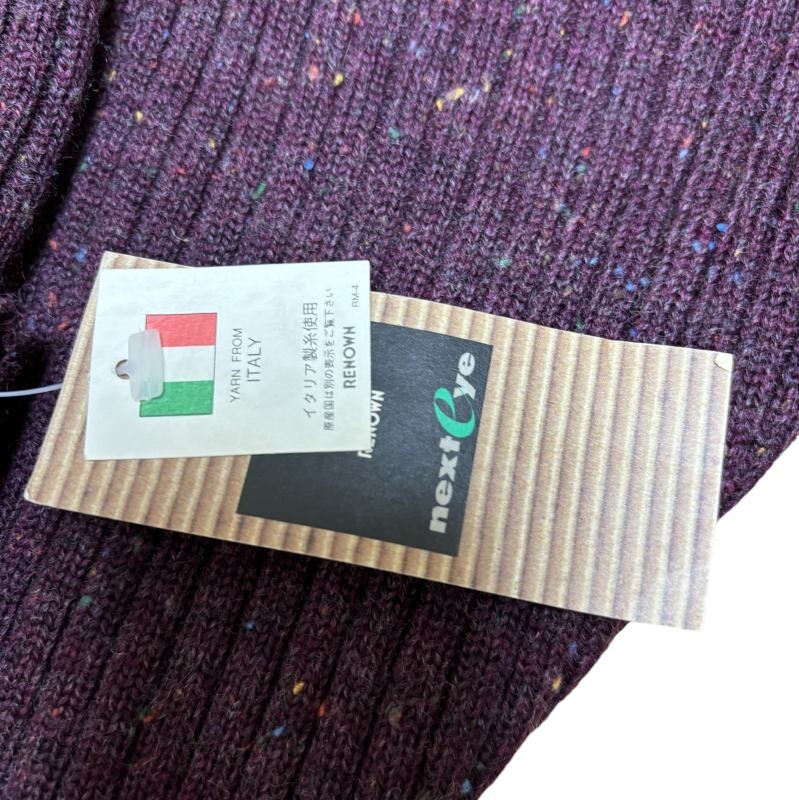 YARN FROM
ITALY
イタリア製糸使用
原産国は別の表示をご覧下さい
RENOWN
RM-4
RENOWN
nexteye